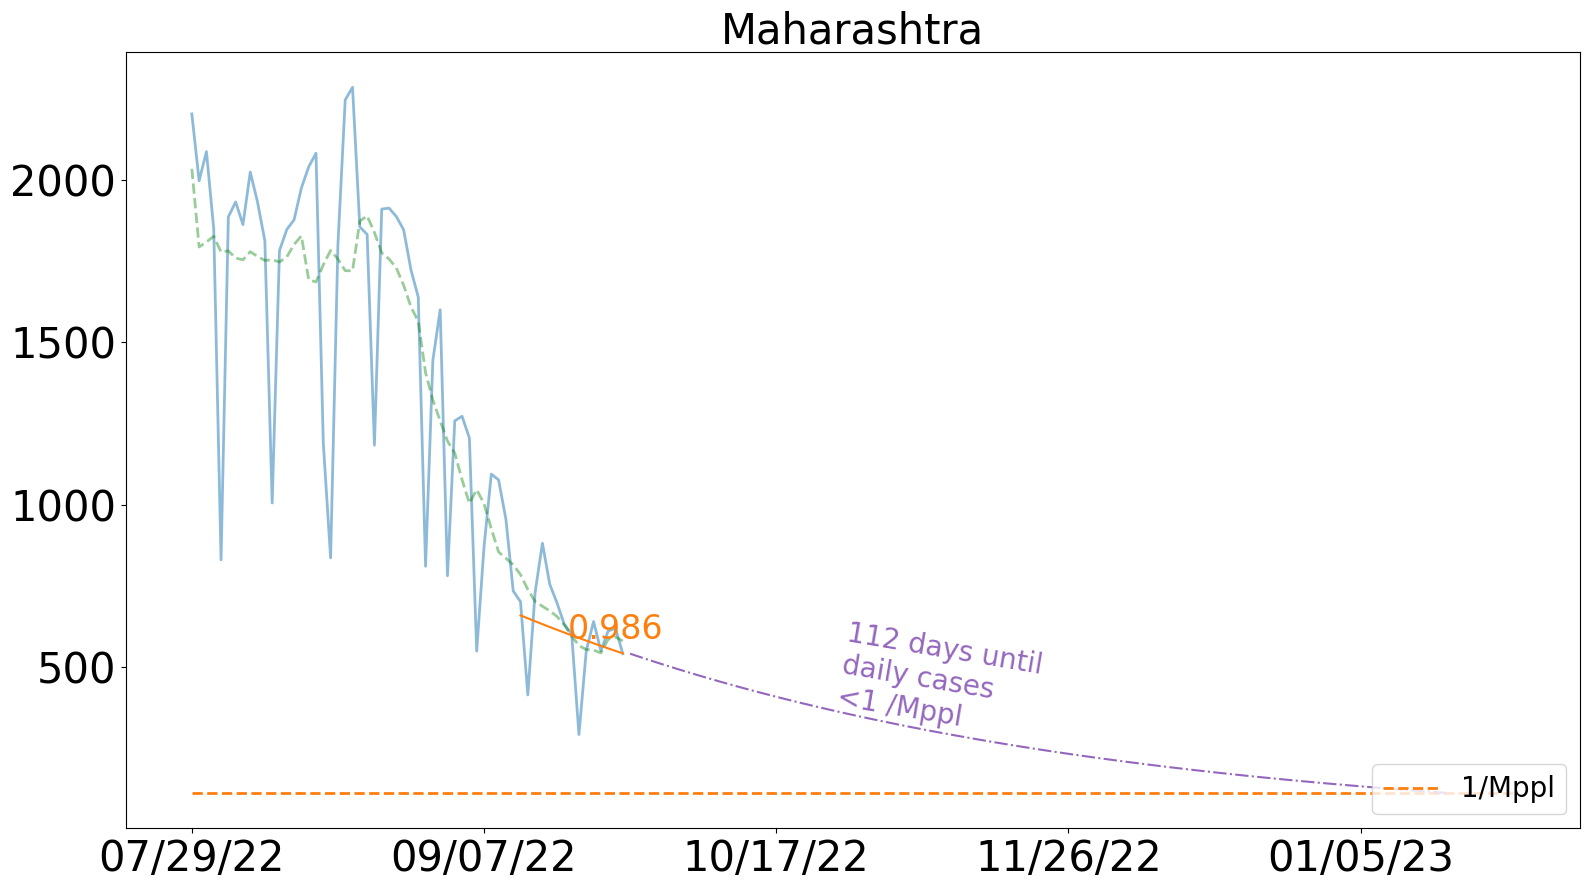 Maharashtra
2000
1500
1000
500
0.986
112 days until
daily cases
<1 /Mppl
1/Mppl
07/29/22
09/07/22
10/17/22
11/26/22
01/05/23